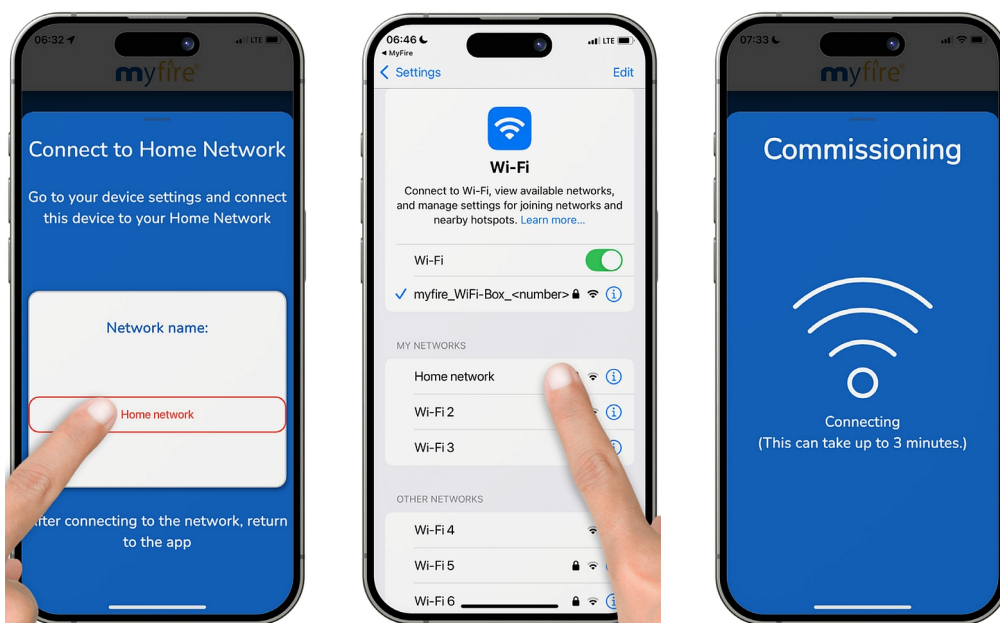 06:32
LTE
myfire®
Connect to Home Network
Go to your device settings and connect
this device to your Home Network
Network name:
Home network
After connecting to the network, return
to the app
06:46
LTE
MyFire
Settings
Edit
Wi-Fi
Connect to Wi-Fi, view available networks,
and manage settings for joining networks and
nearby hotspots. Learn more...
Wi-Fi
myfire_WiFi-Box_<number>
MY NETWORKS
Home network
Wi-Fi 2
Wi-Fi 3
OTHER NETWORKS
Wi-Fi 4
Wi-Fi 5
Wi-Fi 6
07:33
myfire®
Commissioning
Connecting
(This can take up to 3 minutes.)